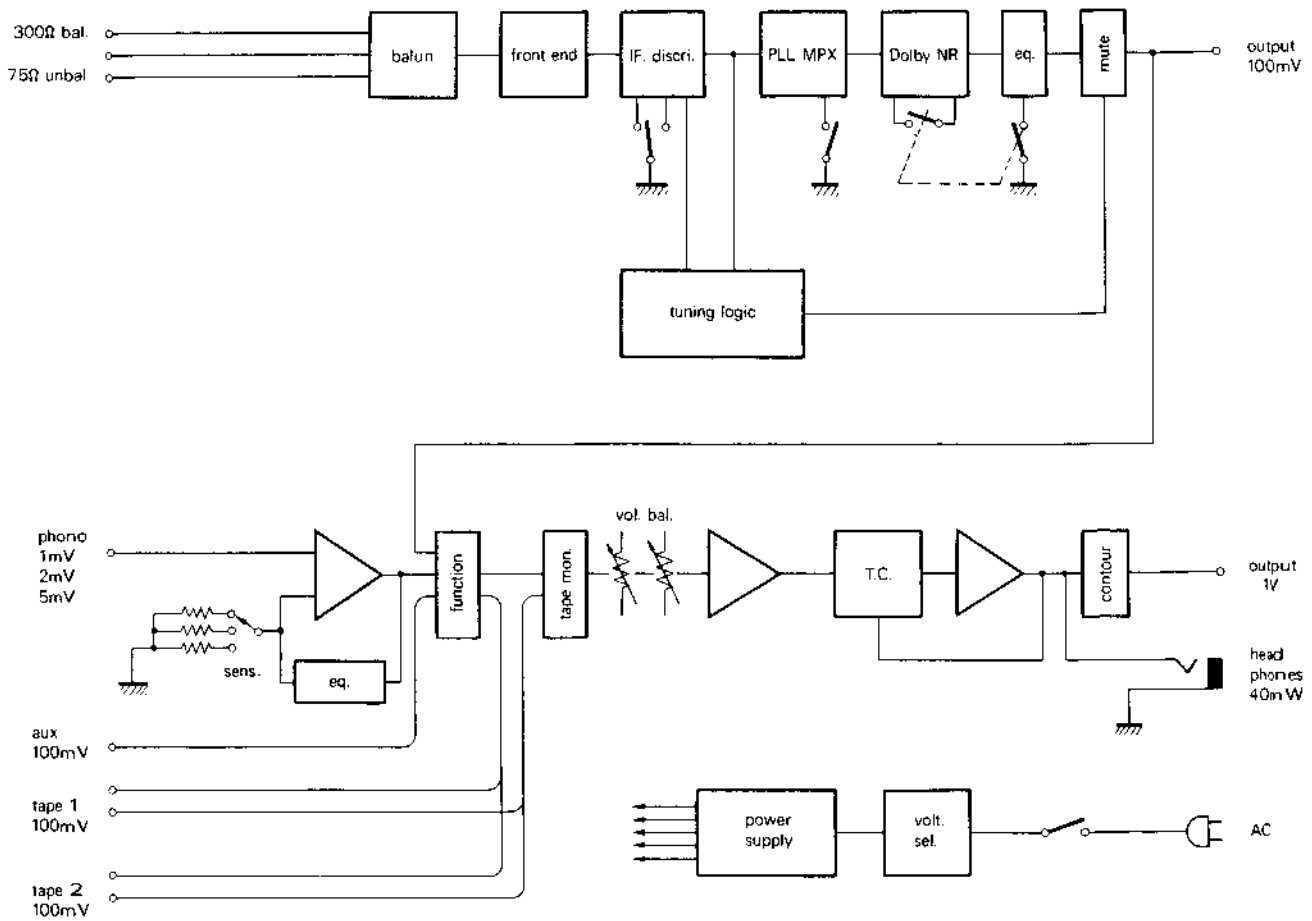 300Ω bal.
75Ω unbal
balun
front end
IF. discri.
PLL MPX
Dolby NR
eq.
mute
output
100mV
tuning logic
phono
1mV
2mV
5mV
sens.
eq.
function
tape mon.
vol. bal.
T.C.
contour
output
1V
head
phones
40mW
aux
100mV
tape 1
100mV
tape 2
100mV
power
supply
volt.
sel.
AC